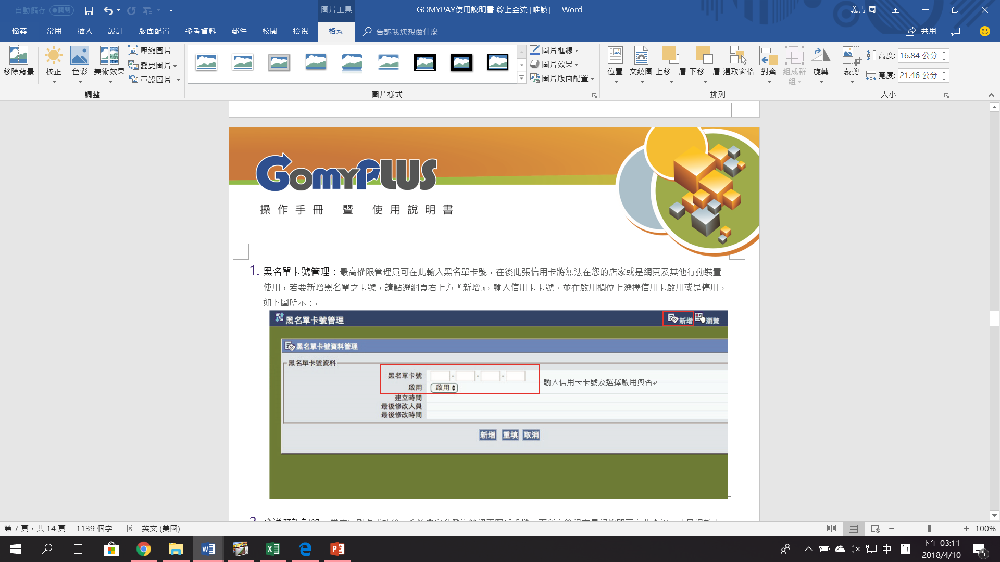 自動儲存 關閉
圖片工具
GOMYPAY使用說明書 線上金流 [唯讀] - Word
義青 周
檔案 常用 插入 設計 版面配置 參考資料 郵件 校閱 檢視 格式 告訴我您想做什麼 共用
移除背景
校正
色彩
美術效果
壓縮圖片
變更圖片
重設圖片
調整
圖片框線
圖片效果
圖片版面配置
圖片樣式
位置
文繞圖
上移一層
下移一層
選取窗格
對齊
組成群組
旋轉
排列
裁剪
高度: 16.84 公分
寬度: 21.46 公分
大小
GOMYPLUS
操作手冊 暨 使用說明書
1. 黑名單卡號管理：最高權限管理員可在此輸入黑名單卡號，往後此張信用卡將無法在您的店家或是網頁及其他行動裝置
使用，若要新增黑名單之卡號，請點選網頁右上方『新增』，輸入信用卡卡號，並在啟用欄位上選擇信用卡啟用或是停用，
如下圖所示：
黑名單卡號管理
新增 瀏覽
黑名單卡號資料管理
黑名單卡號資料
黑名單卡號 - - -
啟用 啟用
輸入信用卡卡號及選擇啟用與否
建立時間
最後修改人員
最後修改時間
新增 重填 取消
第 7 頁，共 14 頁 1139 個字 英文 (美國)
100%
中
下午 03:11
2018/4/10
5